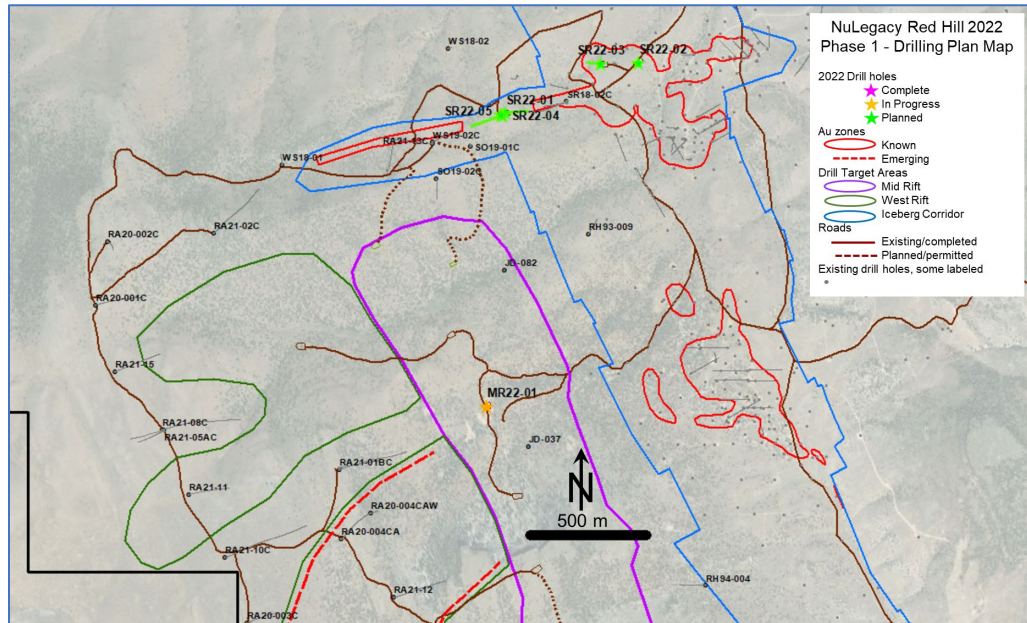 NuLegacy Red Hill 2022
Phase 1 - Drilling Plan Map
2022 Drill holes
Complete
In Progress
Planned
Au zones
Known
Emerging
Drill Target Areas
Mid Rift
West Rift
Iceberg Corridor
Roads
Existing/completed
Planned/permitted
Existing drill holes, some labeled
WS18-02
SR22-03
SR22-02
SR22-01
SR18-02C
SR22-05
SR22-04
WS19-02C
RA21-13C
SO19-01C
WS18-01
SO19-02C
RA21-02C
RH93-009
RA20-002C
JD-082
RA20-001C
RA21-15
MR22-01
RA21-08C
RA21-05AC
JD-037
RA21-01BC
N
RA21-11
RA20-004CAW
500 m
RA20-004CA
RA21-10C
RH94-004
RA21-12
RA20-003C